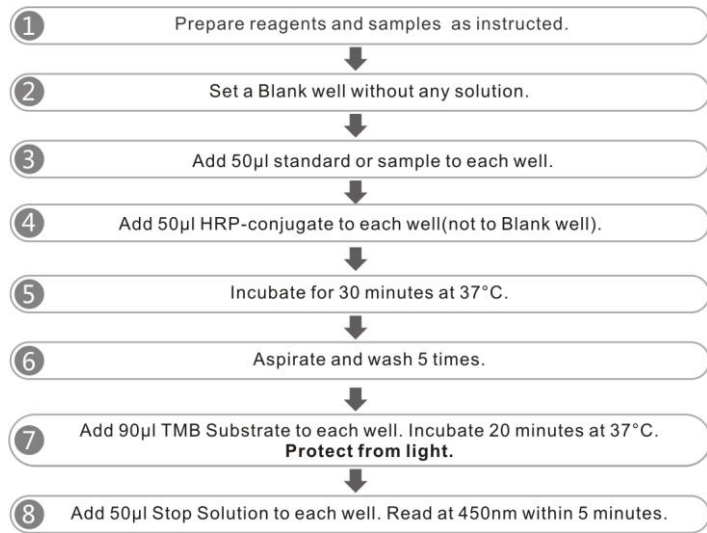 1 Prepare reagents and samples as instructed.
2 Set a Blank well without any solution.
3 Add 50μl standard or sample to each well.
4 Add 50μl HRP-conjugate to each well(not to Blank well).
5 Incubate for 30 minutes at 37°C.
6 Aspirate and wash 5 times.
7 Add 90μl TMB Substrate to each well. Incubate 20 minutes at 37°C.
Protect from light.
8 Add 50μl Stop Solution to each well. Read at 450nm within 5 minutes.